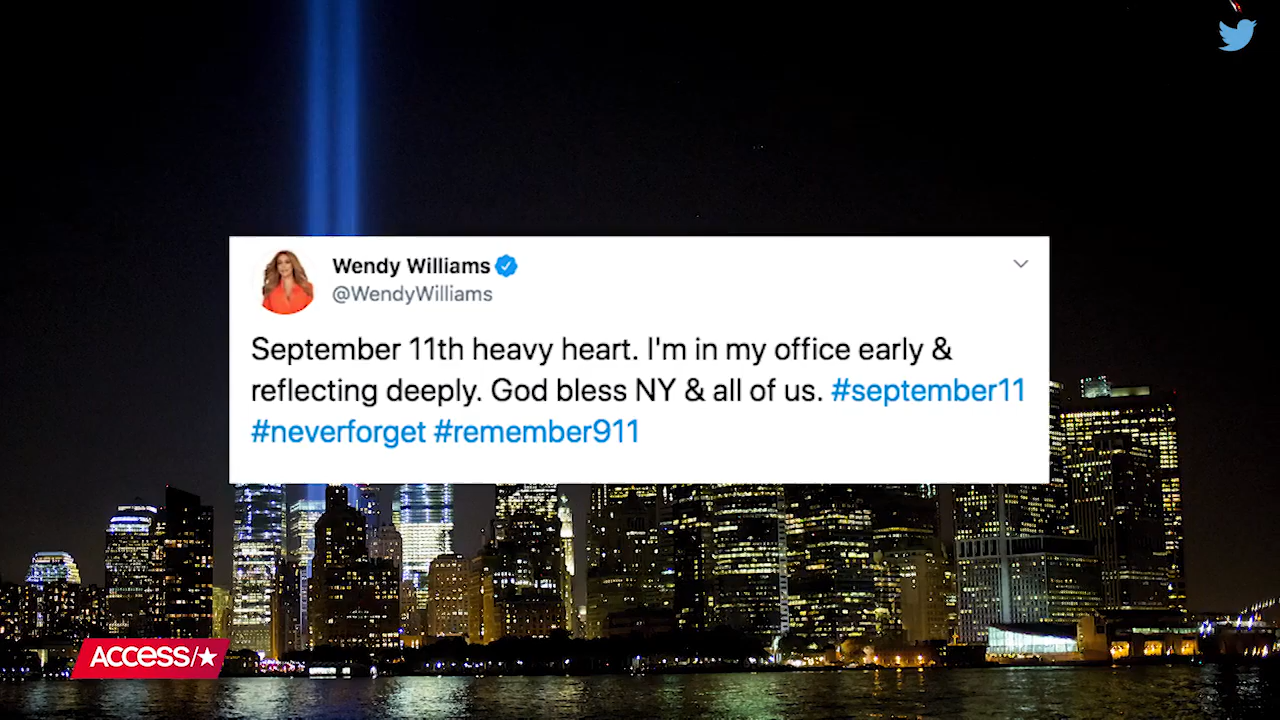 Wendy Williams
@WendyWilliams
September 11th heavy heart. I'm in my office early &
reflecting deeply. God bless NY & all of us. #september11
#neverforget #remember911
ACCESS/